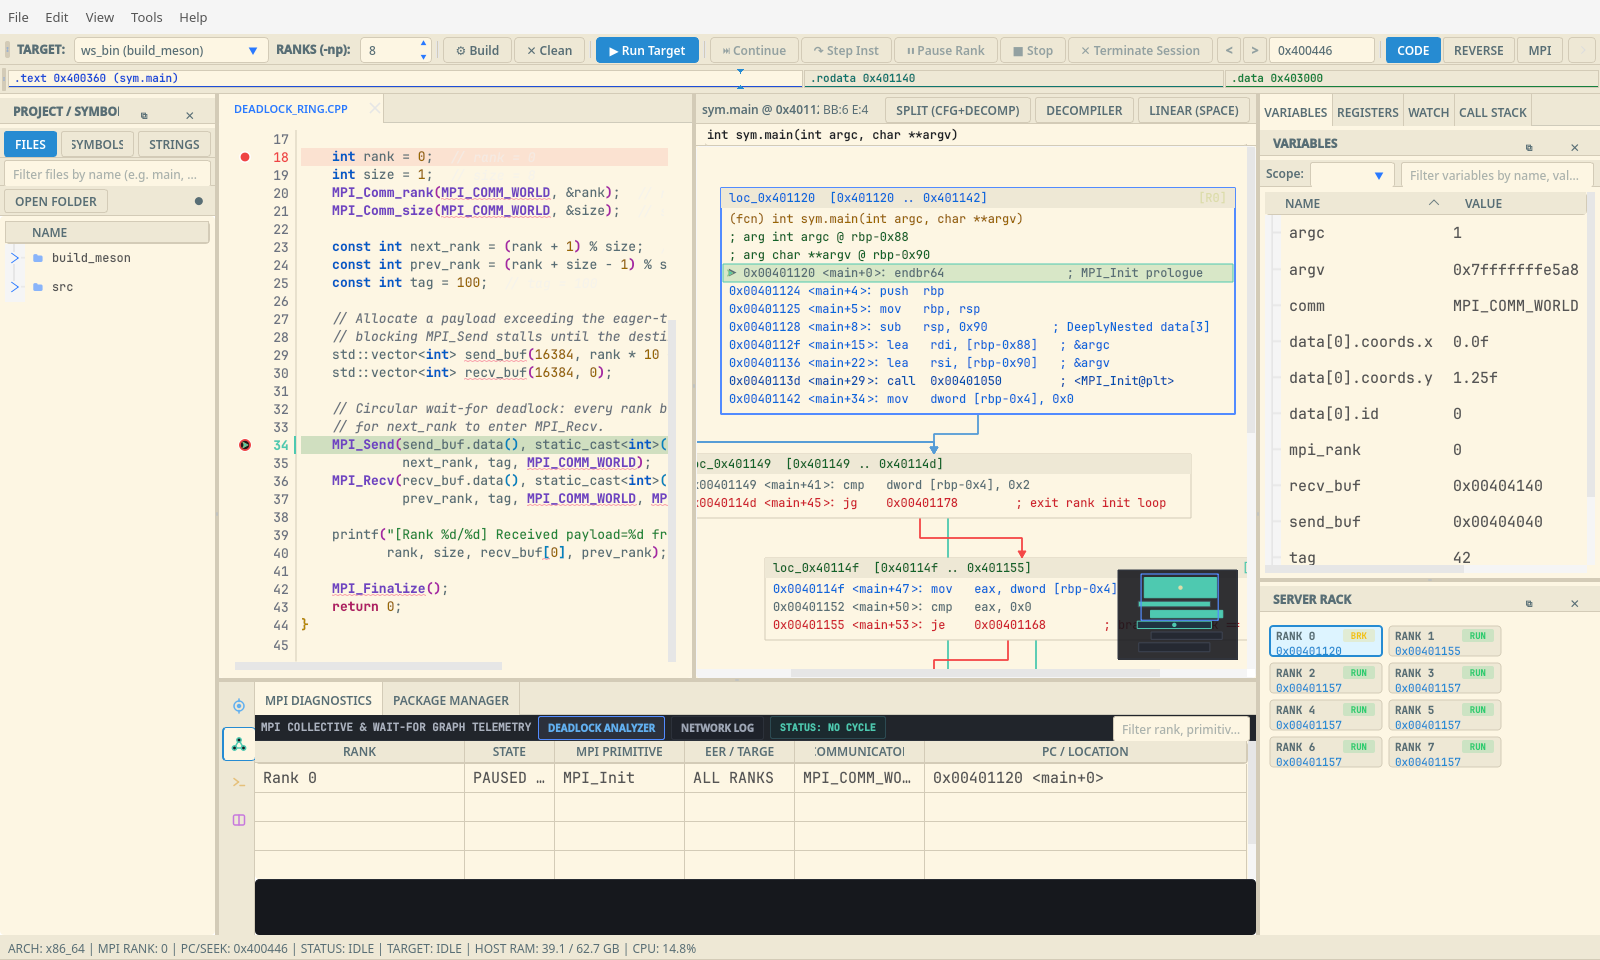 File Edit View Tools Help
TARGET: ws_bin (build_meson) RANKS (-np): 8 Build Clean Run Target Continue Step Inst Pause Rank Stop Terminate Session < > 0x400446 CODE REVERSE MPI
.text 0x400360 (sym.main) .rodata 0x401140 .data 0x403000
PROJECT / SYMBO
FILES SYMBOLS STRINGS
Filter files by name (e.g. main, ...
OPEN FOLDER
NAME
build_meson
src
DEADLOCK_RING.CPP
17
18 int rank = 0;
19 int size = 1;
20 MPI_Comm_rank(MPI_COMM_WORLD, &rank);
21 MPI_Comm_size(MPI_COMM_WORLD, &size);
22
23 const int next_rank = (rank + 1) % size;
24 const int prev_rank = (rank + size - 1) % s
25 const int tag = 100;
26
27 // Allocate a payload exceeding the eager-t
28 // blocking MPI_Send stalls until the desti
29 std::vector<int> send_buf(16384, rank * 10
30 std::vector<int> recv_buf(16384, 0);
31
32 // Circular wait-for deadlock: every rank b
33 // for next_rank to enter MPI_Recv.
34 MPI_Send(send_buf.data(), static_cast<int>(
35 next_rank, tag, MPI_COMM_WORLD);
36 MPI_Recv(recv_buf.data(), static_cast<int>(
37 prev_rank, tag, MPI_COMM_WORLD, MP
38
39 printf("[Rank %d/%d] Received payload=%d fr
40 rank, size, recv_buf[0], prev_rank);
41
42 MPI_Finalize();
43 return 0;
44 }
45
sym.main @ 0x4011 BB:6 E:4 SPLIT (CFG+DECOMP) DECOMPILER LINEAR (SPACE)
int sym.main(int argc, char **argv)
loc_0x401120 [0x401120 .. 0x401142] [R0]
(fcn) int sym.main(int argc, char **argv)
; arg int argc @ rbp-0x88
; arg char **argv @ rbp-0x90
0x00401120 <main+0>: endbr64 ; MPI_Init prologue
0x00401124 <main+4>: push rbp
0x00401125 <main+5>: mov rbp, rsp
0x00401128 <main+8>: sub rsp, 0x90 ; DeeplyNested data[3]
0x0040112f <main+15>: lea rdi, [rbp-0x88] ; &argc
0x00401136 <main+22>: lea rsi, [rbp-0x90] ; &argv
0x0040113d <main+29>: call 0x00401050 ; <MPI_Init@plt>
0x00401142 <main+34>: mov dword [rbp-0x4], 0x0
oc_0x401149 [0x401149 .. 0x40114d]
x00401149 <main+41>: cmp dword [rbp-0x4], 0x2
x0040114d <main+45>: jg 0x00401178 ; exit rank init loop
loc_0x40114f [0x40114f .. 0x401155] [
0x0040114f <main+47>: mov eax, dword [rbp-0x4]
0x00401152 <main+50>: cmp eax, 0x0
0x00401155 <main+53>: je 0x00401168 ;
VARIABLES REGISTERS WATCH CALL STACK
VARIABLES
Scope: Filter variables by name, val...
NAME VALUE
argc 1
argv 0x7fffffffe5a8
comm MPI_COMM_WORLD
data[0].coords.x 0.0f
data[0].coords.y 1.25f
data[0].id 0
mpi_rank 0
recv_buf 0x00404140
send_buf 0x00404040
tag 42
SERVER RACK
RANK 0 BRK RANK 1 RUN
0x00401120 0x00401155
RANK 2 RUN RANK 3 RUN
0x00401157 0x00401157
RANK 4 RUN RANK 5 RUN
0x00401157 0x00401157
RANK 6 RUN RANK 7 RUN
0x00401157 0x00401157
MPI DIAGNOSTICS PACKAGE MANAGER
MPI COLLECTIVE & WAIT-FOR GRAPH TELEMETRY DEADLOCK ANALYZER NETWORK LOG STATUS: NO CYCLE Filter rank, primitiv...
RANK STATE MPI PRIMITIVE EER / TARGE OMMUNICATO PC / LOCATION
Rank 0 PAUSED … MPI_Init ALL RANKS MPI_COMM_WO… 0x00401120 <main+0>
ARCH: x86_64 | MPI RANK: 0 | PC/SEEK: 0x400446 | STATUS: IDLE | TARGET: IDLE | HOST RAM: 39.1 / 62.7 GB | CPU: 14.8%